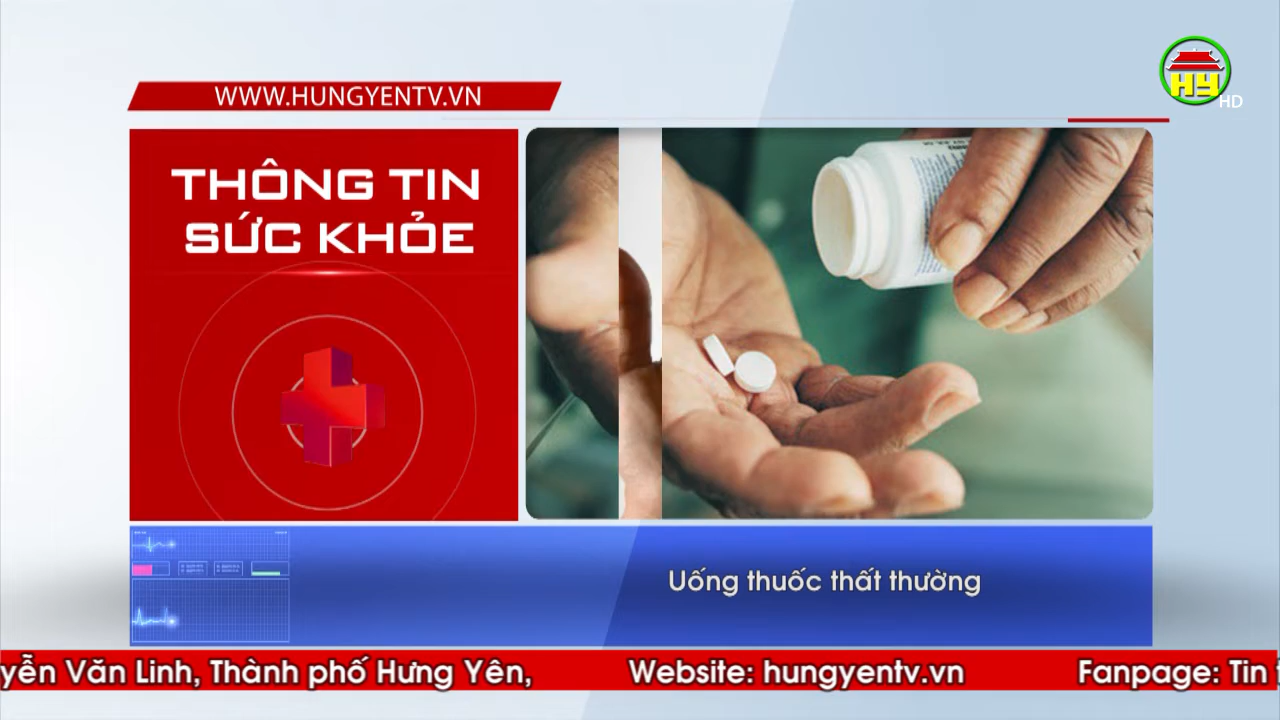 WWW.HUNGYENTV.VN
HY
HD
THÔNG TIN
SỨC KHỎE
Uống thuốc thất thường
yễn Văn Linh, Thành phố Hưng Yên, Website: hungyentv.vn Fanpage: Tin